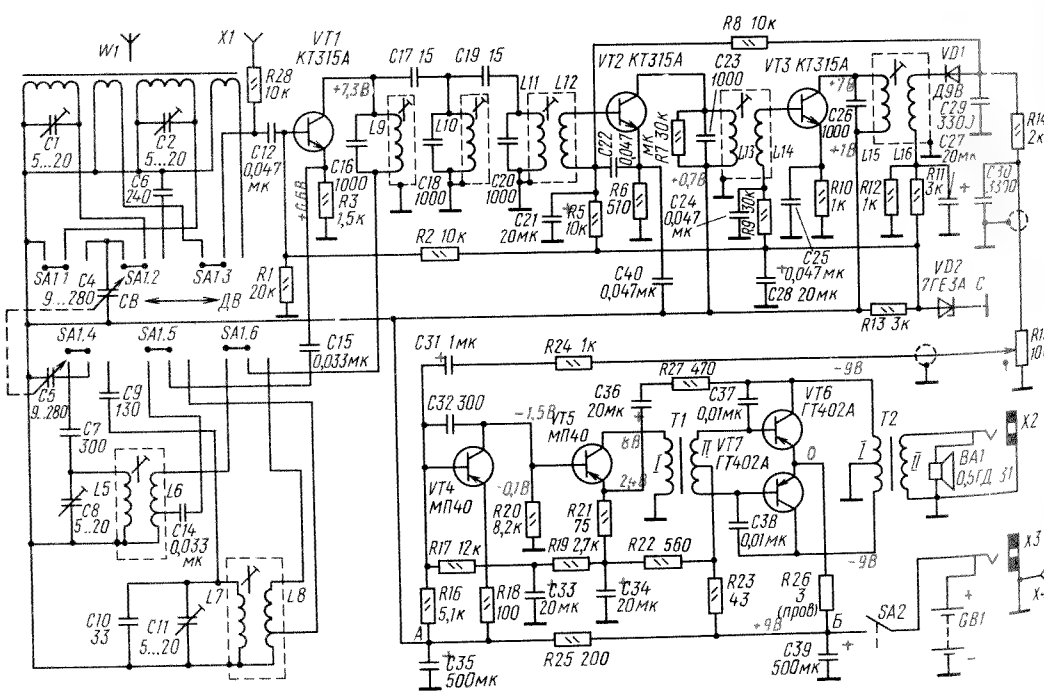 W1
X1
R28
10к
VT1
КТ315А
C17 15
C19 15
L11
L12
VT2 КТ315А
R8 10к
C23
1000
VT3 КТ315А
VD1
Д9В
C29
3300
R14
2к
C1
5...20
C2
5...20
C6
240
C12
0,047
мк
+7,3В
+0,6В
R3
1,5к
C16
1000
L9
C18
1000
L10
C20
1000
C22
0,047
мк
R7 30к
L13
L14
+7В
C26
1000
+1В
L15
L16
C27
20мк
R11
3к
C30
3300
C21
20мк
R5
10к
R6
510
+0,7В
C24
0,047
мк
R9 30к
R10
1к
R12
1к
C25
0,047мк
C28 20мк
R2 10к
R1
20к
C40
0,047мк
SA1.1
C4
9...280
SA1.2
SA1.3
СВ
ДВ
VD2
7ГЕ3А С
R13 3к
SA1.4
SA1.5
SA1.6
C5
9...280
C9
130
C15
0,033мк
C7
300
L5
L6
C8
5...20
C14
0,033
мк
L7
L8
C10
33
C11
5...20
C31 1мк
R24 1к
C32 300
-1,5В
VT5
МП40
C36
20мк
R27 470
C37
0,01мк
-9В
VT6
ГТ402А
T1
I
II
VT7
ГТ402А
0
T2
I
II
X2
BA1
0,5ГД 31
VT4
МП40
-0,1В
R20
8,2к
R21
75
C38
0,01мк
-9В
R17 12к
R19 2,7к
R22 560
R16
5,1к
R18
100
C33
20мк
C34
20мк
R23
43
R26
3
(пров)
А
+9В
Б
SA2
X3
GB1
C35
500мк
R25 200
C39
500мк